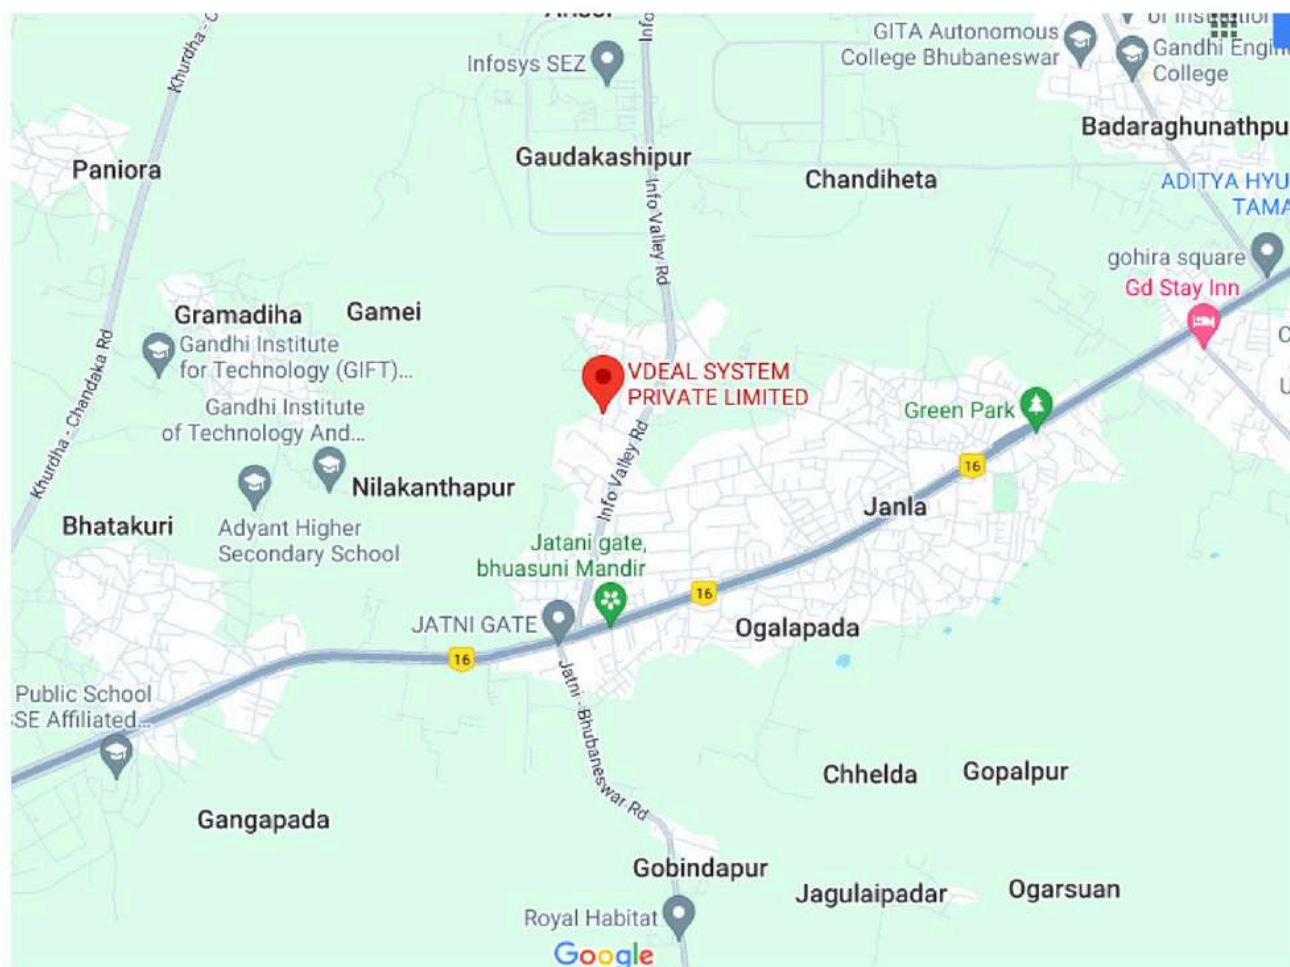 Khurdha - C
Info
Infosys SEZ
GITA Autonomous
College Bhubaneswar
Gandhi Engin
College
Badaraghunathpu
Paniora
Gaudakashipur
Chandiheta
ADITYA HYU
TAMA
Info Valley Rd
gohira square
Gd Stay Inn
Gramadiha
Gamei
Gandhi Institute
for Technology (GIFT)...
Khurdha - Chandaka Rd
VDEAL SYSTEM
PRIVATE LIMITED
Green Park
Gandhi Institute
of Technology And...
Info Valley Rd
16
Nilakanthapur
Janla
Bhatakuri
Adyant Higher
Secondary School
Jatani gate,
bhuasuni Mandir
16
JATNI GATE
Ogalapada
16
Jatni - Bhubaneswar Rd
Public School
SE Affiliated...
Chhelda
Gopalpur
Gangapada
Gobindapur
Jagulaipadar
Ogarsuan
Royal Habitat
Google